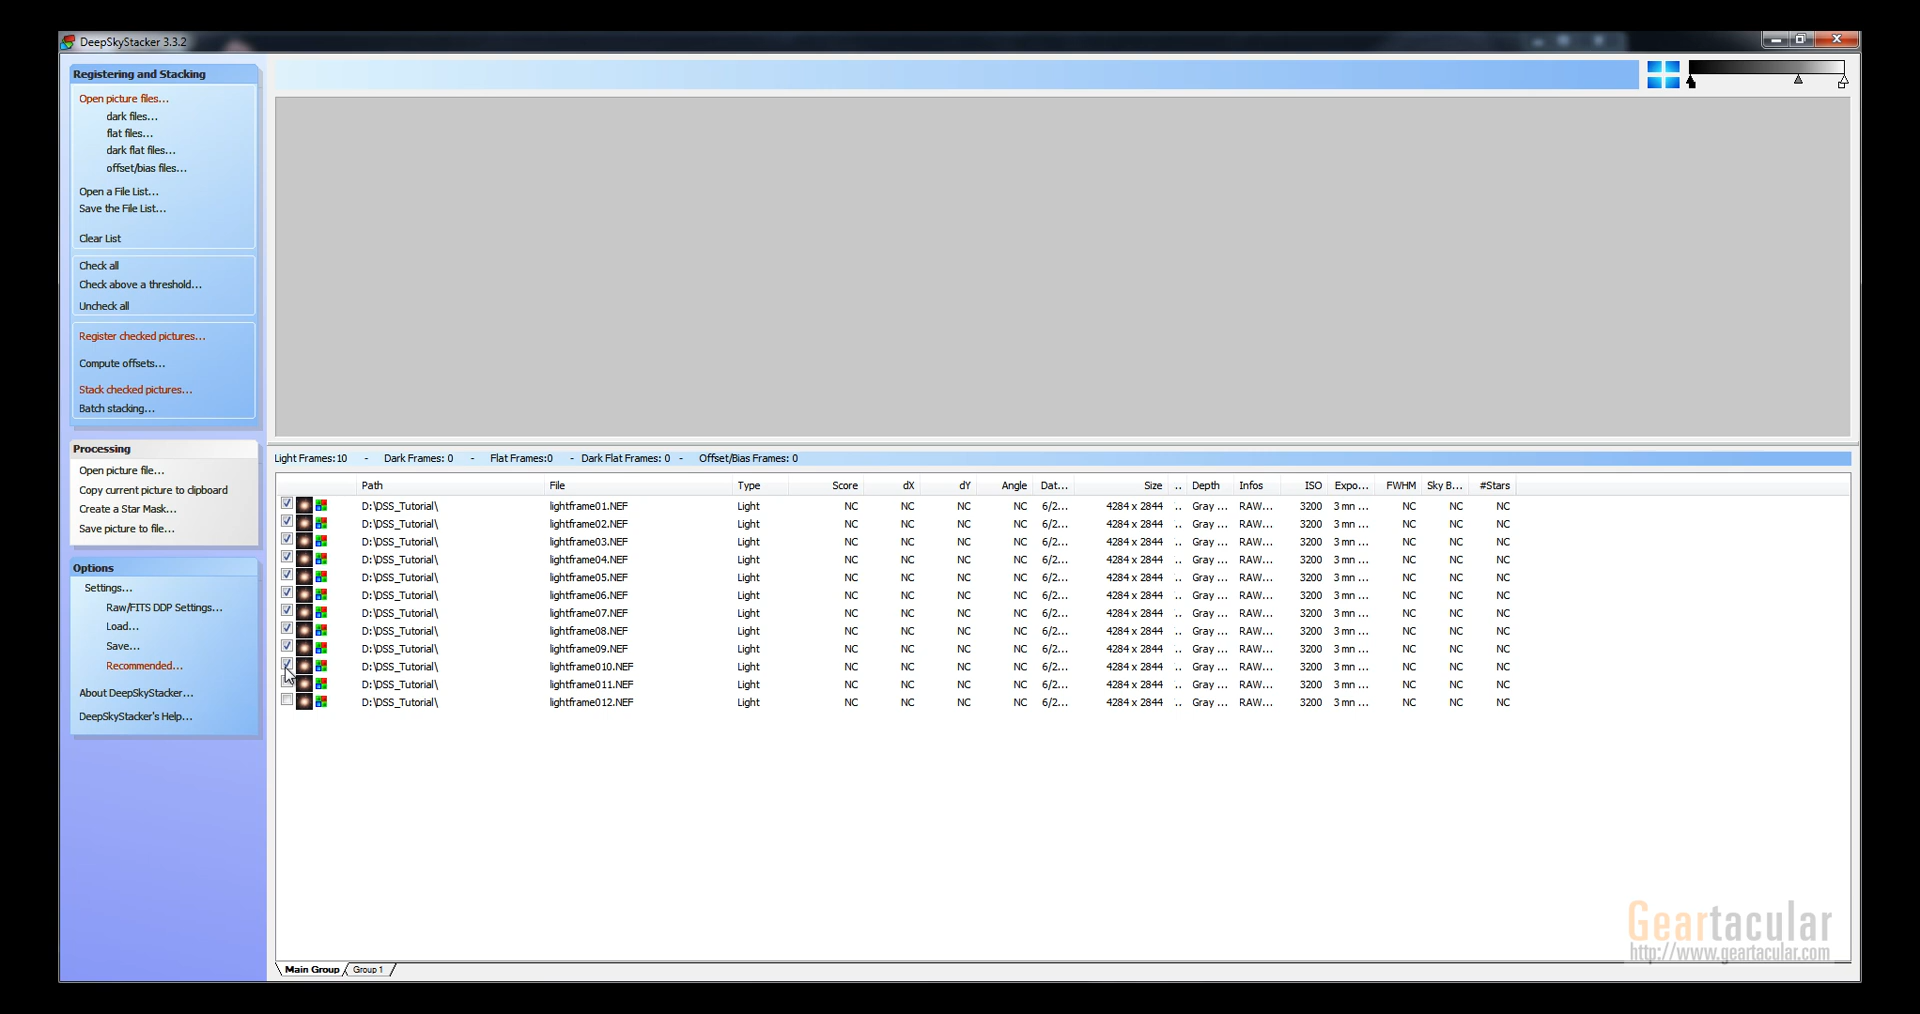 DeepSkyStacker 3.3.2
Registering and Stacking
Open picture files...
dark files...
flat files...
dark flat files...
offset/bias files...
Open a File List...
Save the File List...
Clear List
Check all
Check above a threshold...
Uncheck all
Register checked pictures...
Compute offsets...
Stack checked pictures...
Batch stacking...
Processing
Open picture file...
Copy current picture to clipboard
Create a Star Mask...
Save picture to file...
Options
Settings...
Raw/FITS DDP Settings...
Load...
Save...
Recommended...
About DeepSkyStacker...
DeepSkyStacker's Help...
Light Frames:10 - Dark Frames: 0 - Flat Frames:0 - Dark Flat Frames: 0 - Offset/Bias Frames: 0
Path File Type Score dX dY Angle Dat... Size .. Depth Infos ISO Expo... FWHM Sky B... #Stars
D:\DSS_Tutorial\ lightframe01.NEF Light NC NC NC NC 6/2... 4284 x 2844 .. Gray ... RAW... 3200 3 mn ... NC NC NC
D:\DSS_Tutorial\ lightframe02.NEF Light NC NC NC NC 6/2... 4284 x 2844 .. Gray ... RAW... 3200 3 mn ... NC NC NC
D:\DSS_Tutorial\ lightframe03.NEF Light NC NC NC NC 6/2... 4284 x 2844 .. Gray ... RAW... 3200 3 mn ... NC NC NC
D:\DSS_Tutorial\ lightframe04.NEF Light NC NC NC NC 6/2... 4284 x 2844 .. Gray ... RAW... 3200 3 mn ... NC NC NC
D:\DSS_Tutorial\ lightframe05.NEF Light NC NC NC NC 6/2... 4284 x 2844 .. Gray ... RAW... 3200 3 mn ... NC NC NC
D:\DSS_Tutorial\ lightframe06.NEF Light NC NC NC NC 6/2... 4284 x 2844 .. Gray ... RAW... 3200 3 mn ... NC NC NC
D:\DSS_Tutorial\ lightframe07.NEF Light NC NC NC NC 6/2... 4284 x 2844 .. Gray ... RAW... 3200 3 mn ... NC NC NC
D:\DSS_Tutorial\ lightframe08.NEF Light NC NC NC NC 6/2... 4284 x 2844 .. Gray ... RAW... 3200 3 mn ... NC NC NC
D:\DSS_Tutorial\ lightframe09.NEF Light NC NC NC NC 6/2... 4284 x 2844 .. Gray ... RAW... 3200 3 mn ... NC NC NC
D:\DSS_Tutorial\ lightframe010.NEF Light NC NC NC NC 6/2... 4284 x 2844 .. Gray ... RAW... 3200 3 mn ... NC NC NC
D:\DSS_Tutorial\ lightframe011.NEF Light NC NC NC NC 6/2... 4284 x 2844 .. Gray ... RAW... 3200 3 mn ... NC NC NC
D:\DSS_Tutorial\ lightframe012.NEF Light NC NC NC NC 6/2... 4284 x 2844 .. Gray ... RAW... 3200 3 mn ... NC NC NC
Main Group Group 1
Geartacular
http://www.geartacular.com